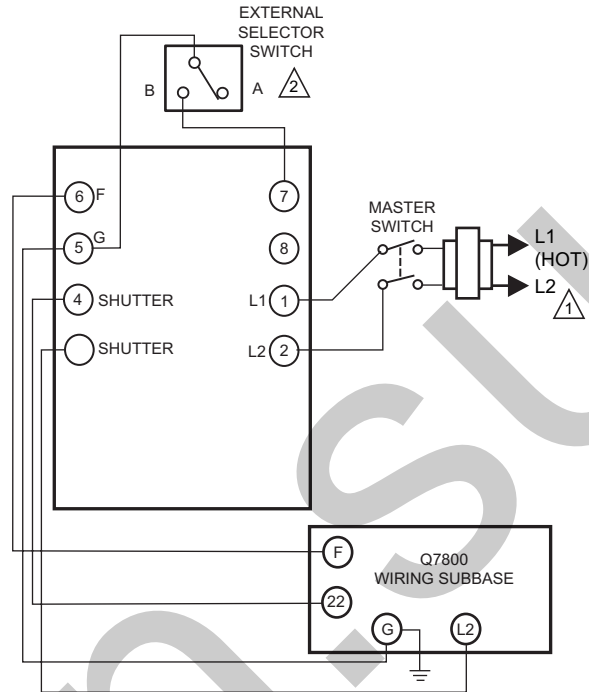 EXTERNAL
SELECTOR
SWITCH
B
A
2
6
F
7
MASTER
SWITCH
5
G
8
L1
(HOT)
4
SHUTTER
L1
1
L2
1
SHUTTER
L2
2
F
Q7800
WIRING SUBBASE
22
G
L2